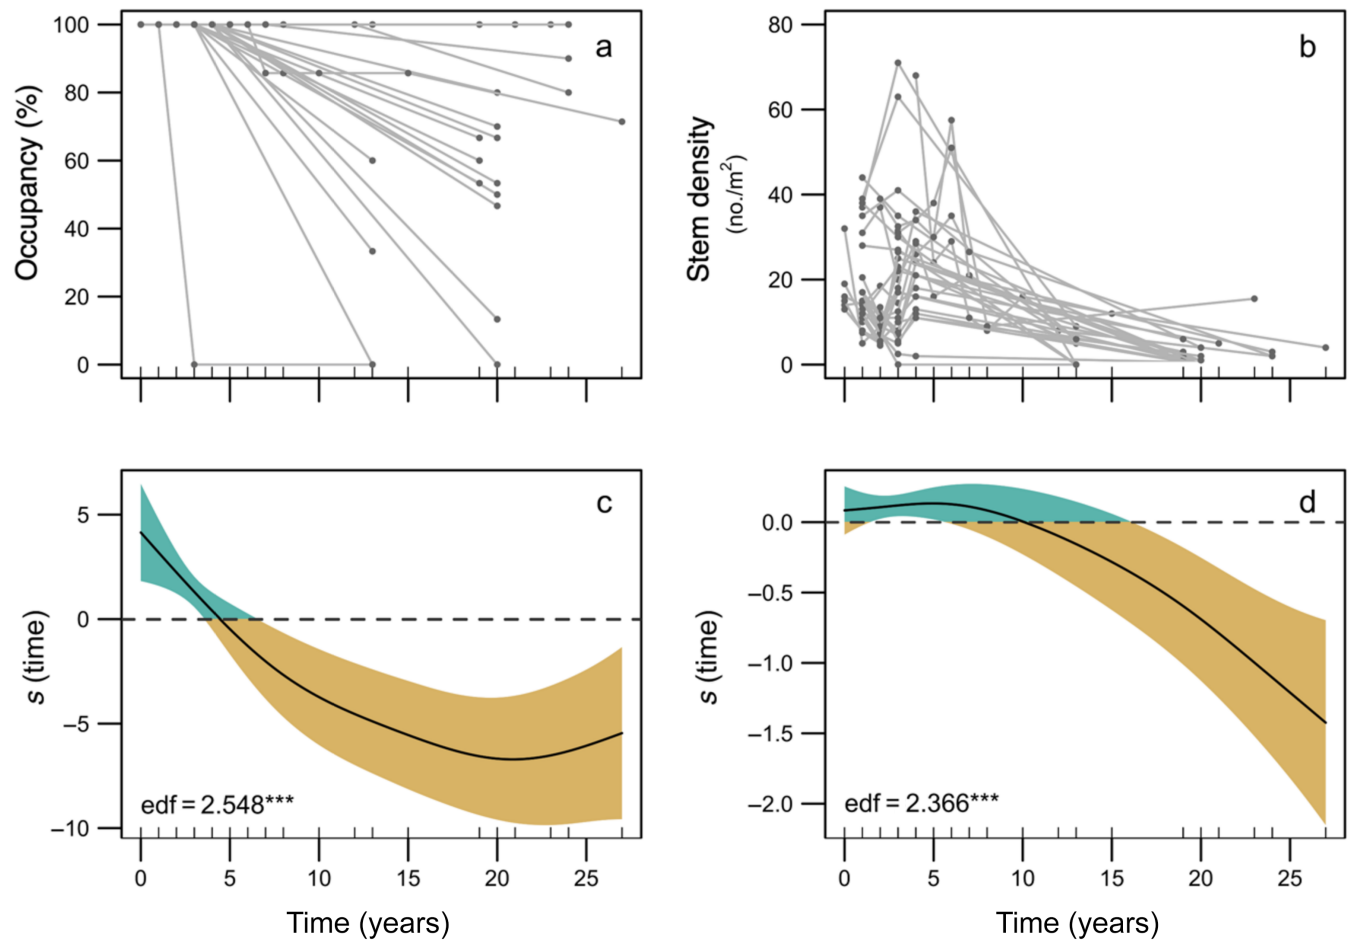 100
80
60
40
20
0
Occupancy (%)
a
80
60
40
20
0
Stem density
(no./m²)
b
5
0
–5
–10
s (time)
c
edf = 2.548***
0 5 10 15 20 25
Time (years)
0.0
–0.5
–1.0
–1.5
–2.0
s (time)
d
edf = 2.366***
0 5 10 15 20 25
Time (years)